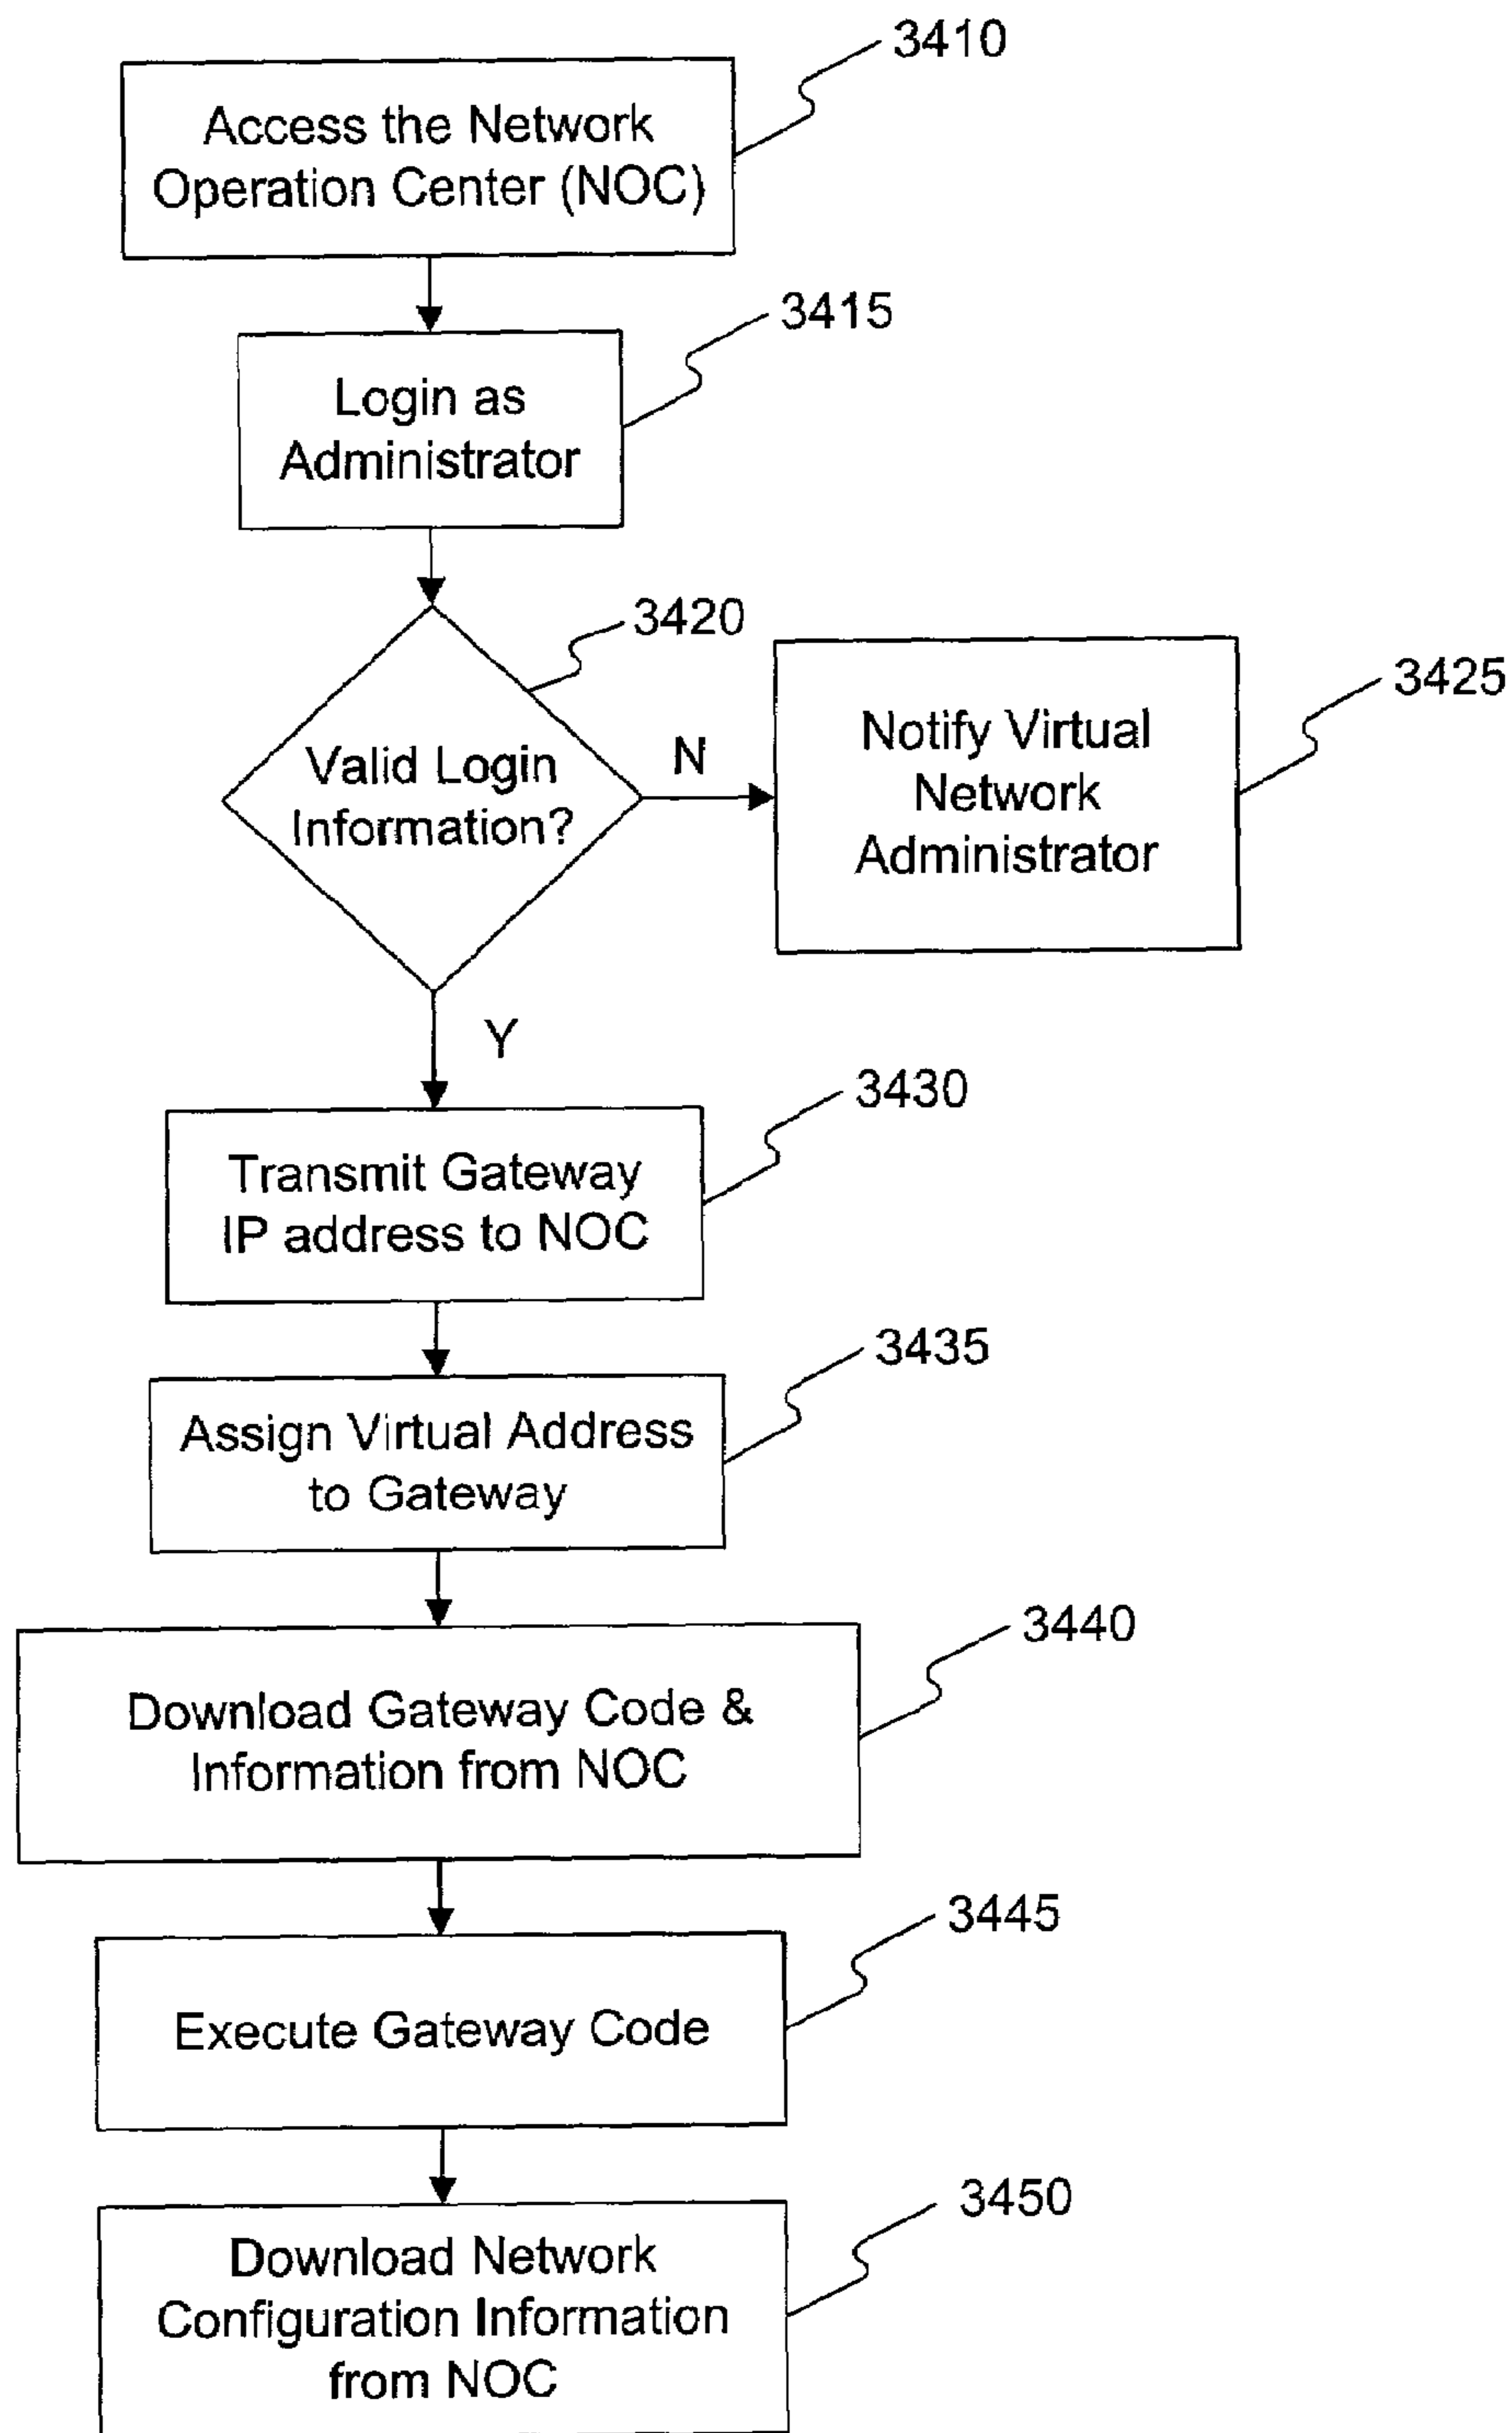 3410
Access the Network
Operation Center (NOC)
3415
Login as
Administrator
3420
Valid Login
Information?
N
3425
Notify Virtual
Network
Administrator
Y
3430
Transmit Gateway
IP address to NOC
3435
Assign Virtual Address
to Gateway
3440
Download Gateway Code &
Information from NOC
3445
Execute Gateway Code
3450
Download Network
Configuration Information
from NOC